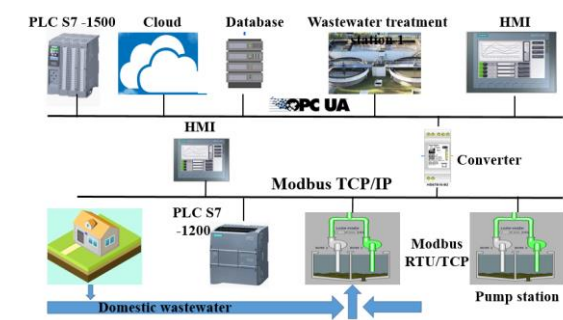 PLC S7 -1500
Cloud
Database
Wastewater treatment
station 1
HMI
OPC UA
HMI
Converter
Modbus TCP/IP
PLC S7
-1200
Modbus
RTU/TCP
Pump station
Domestic wastewater